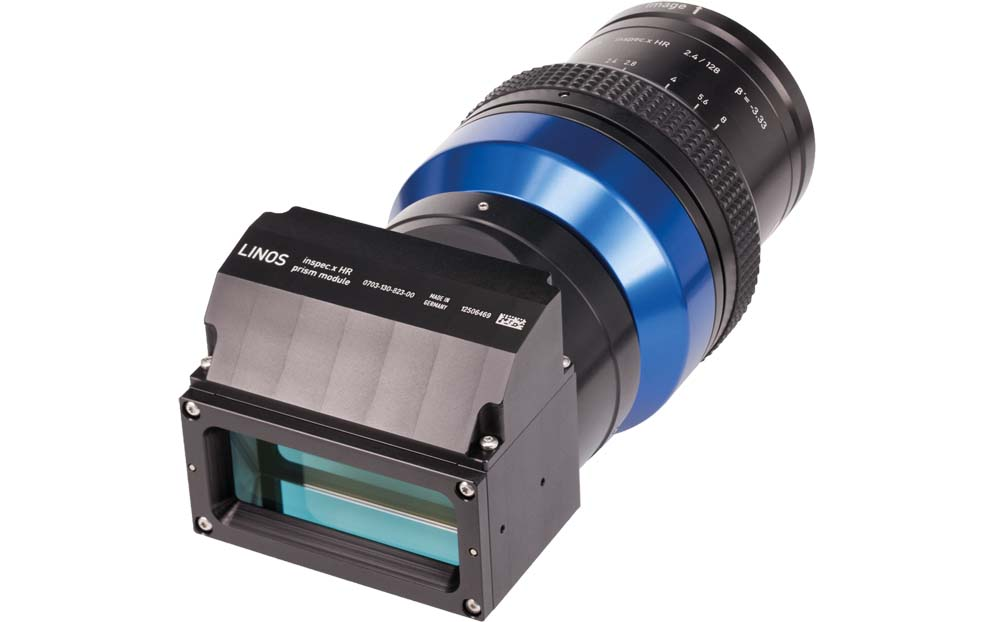 image
inspec.x HR 2.4 / 128 β'= -3.33
2.4 2.8 4 5.6 8
LINOS
inspec.x HR
prism module
0703-130-823-00
MADE IN
GERMANY
12506469